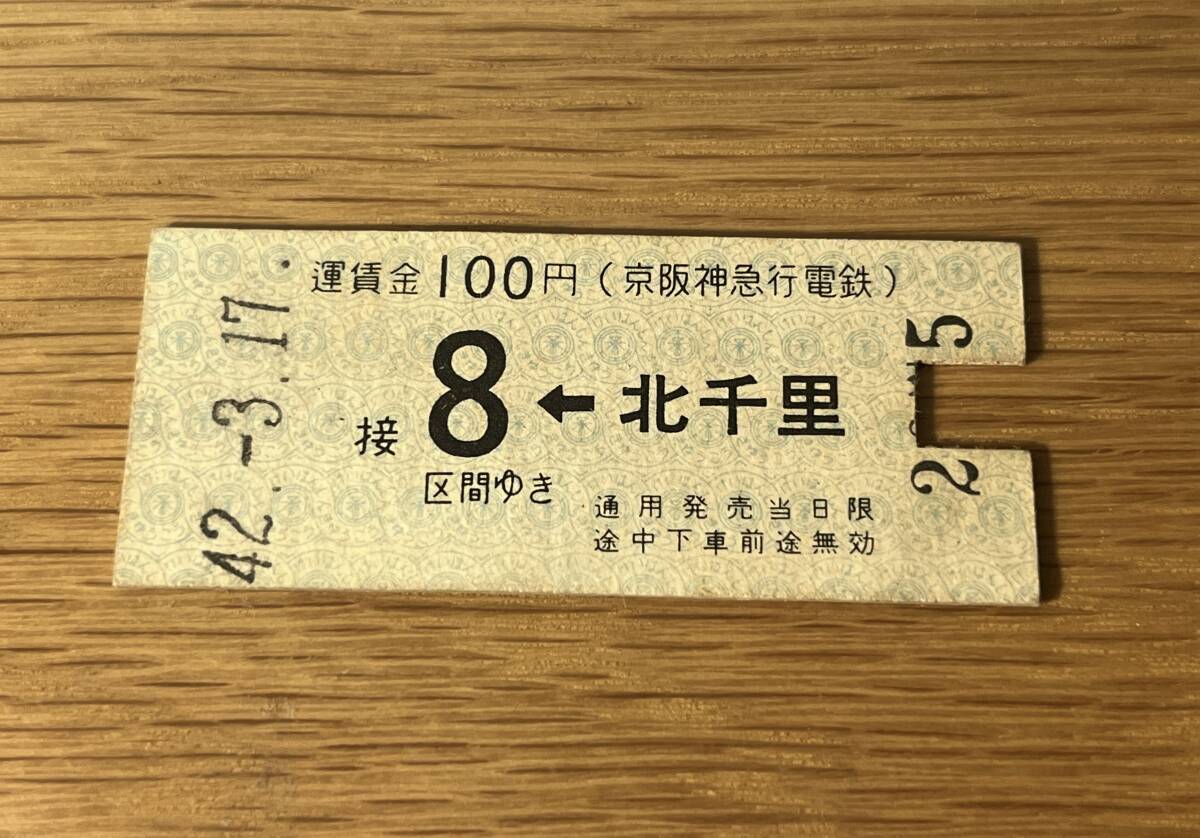 42.-3.17.
運賃金100円(京阪神急行電鉄)
接 8 ← 北千里
区間ゆき
通用発売当日限
途中下車前途無効
2
5